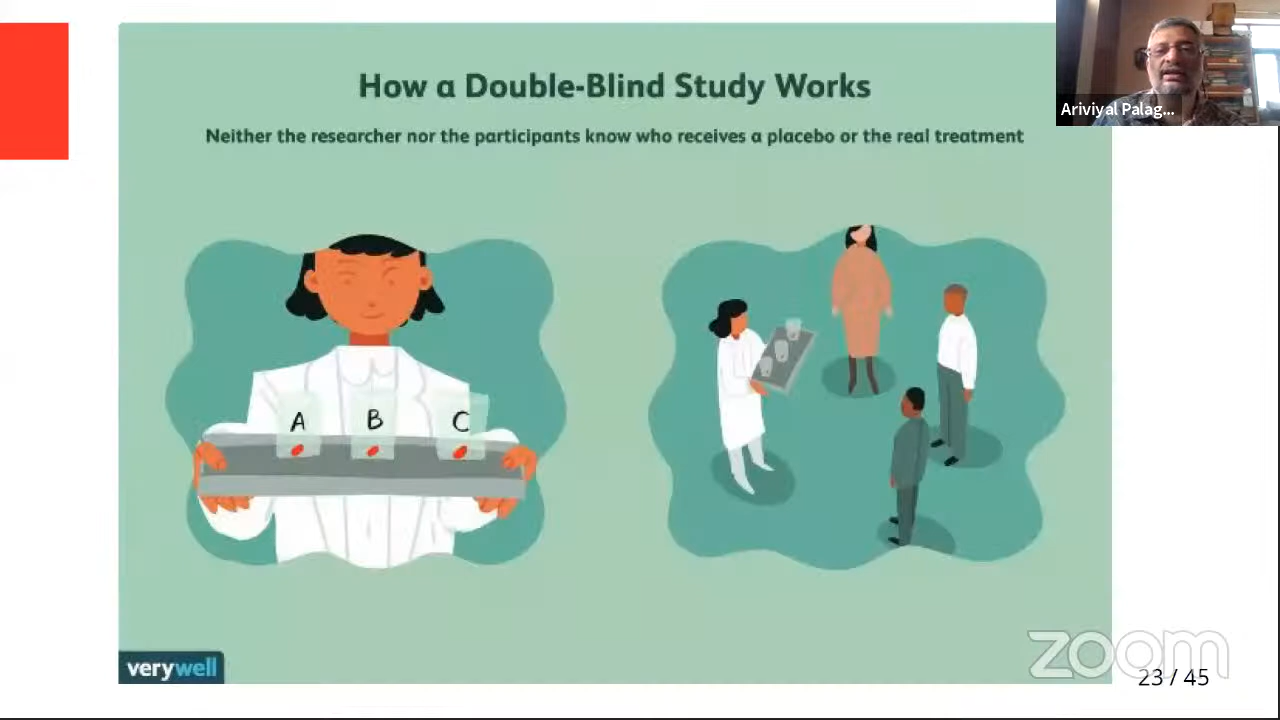 How a Double-Blind Study Works
Ariviyal Palag...
Neither the researcher nor the participants know who receives a placebo or the real treatment
A B C
verywell
zoom
23 / 45